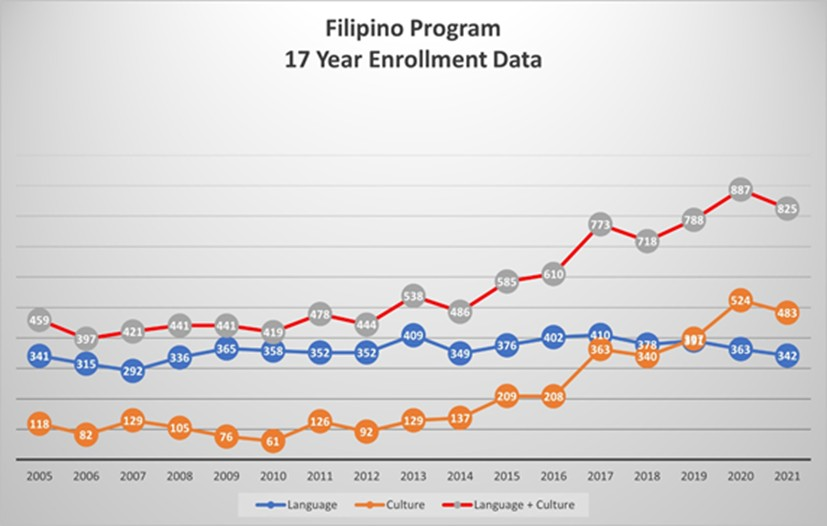 Filipino Program
17 Year Enrollment Data
459 397 421 441 441 419 478 444 538 486 585 610 773 718 788 887 825
341 315 292 336 365 358 352 352 409 349 376 402 410 378 363 342
118 82 129 105 76 61 126 92 129 137 209 208 363 340 397 524 483
2005 2006 2007 2008 2009 2010 2011 2012 2013 2014 2015 2016 2017 2018 2019 2020 2021
Language Culture Language + Culture